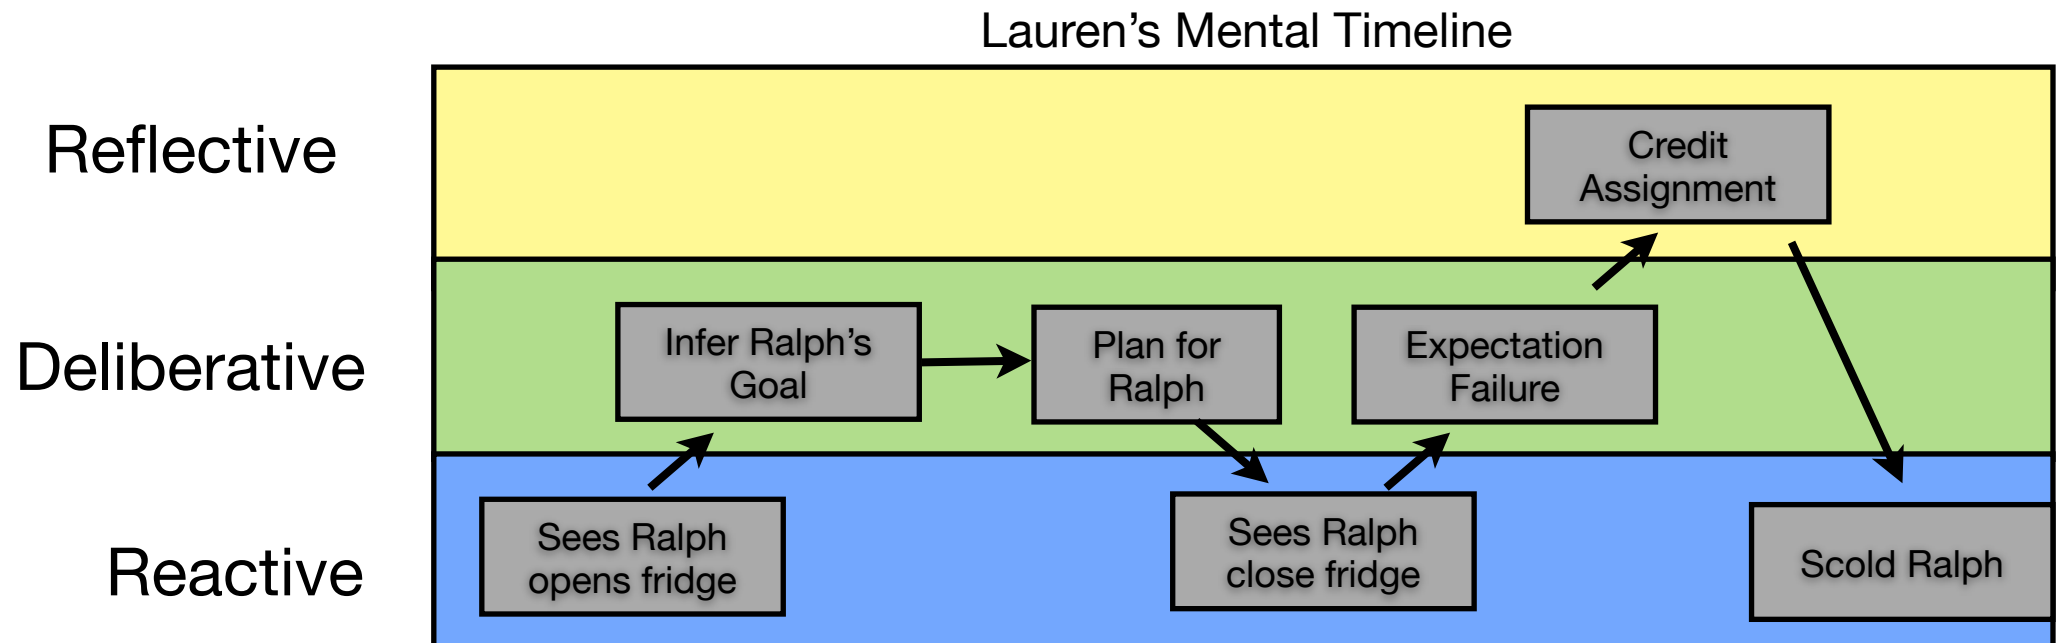 Lauren’s Mental Timeline
Reflective
Credit
Assignment
Deliberative
Infer Ralph’s
Goal
Plan for
Ralph
Expectation
Failure
Reactive
Sees Ralph
opens fridge
Sees Ralph
close fridge
Scold Ralph